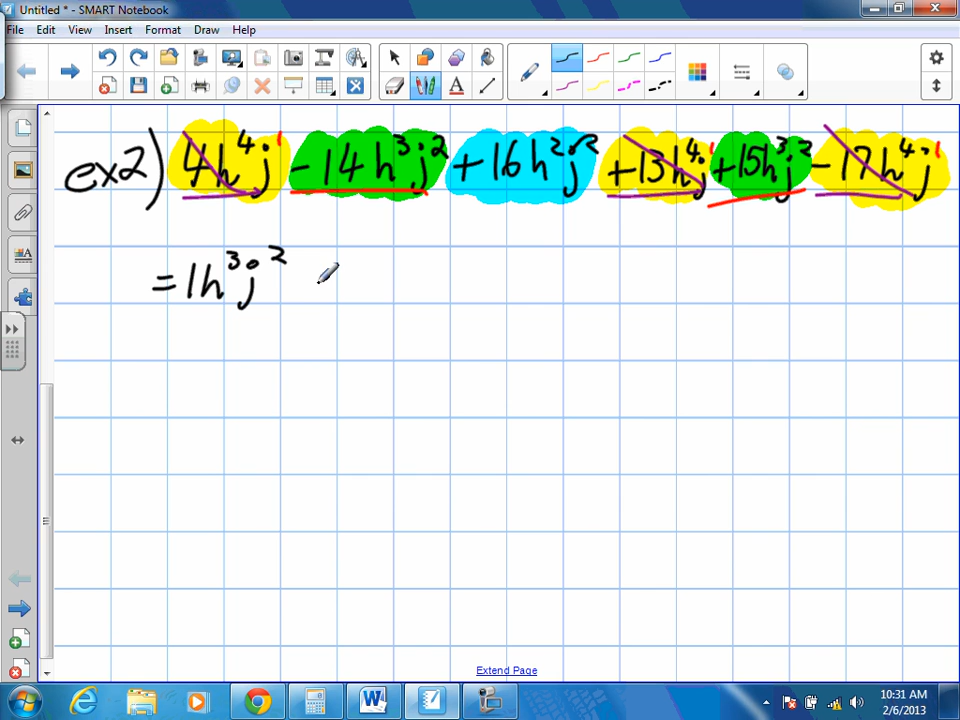 Untitled * - SMART Notebook
File Edit View Insert Format Draw Help
ex2) 4h⁴j¹ - 14h³j² + 16h²j² + 13h⁴j¹ + 15h³j² - 17h⁴j¹
= 1h³j²
Extend Page
10:31 AM
2/6/2013